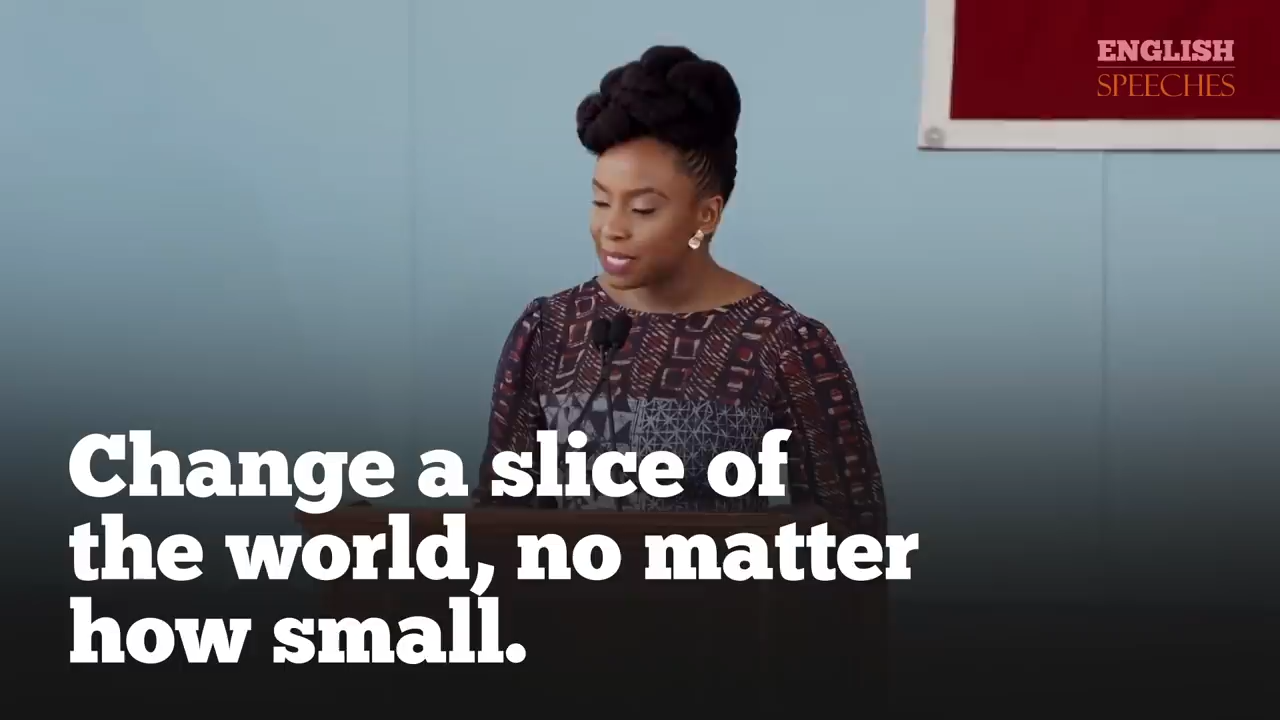 ENGLISH
SPEECHES
Change a slice of
the world, no matter
how small.